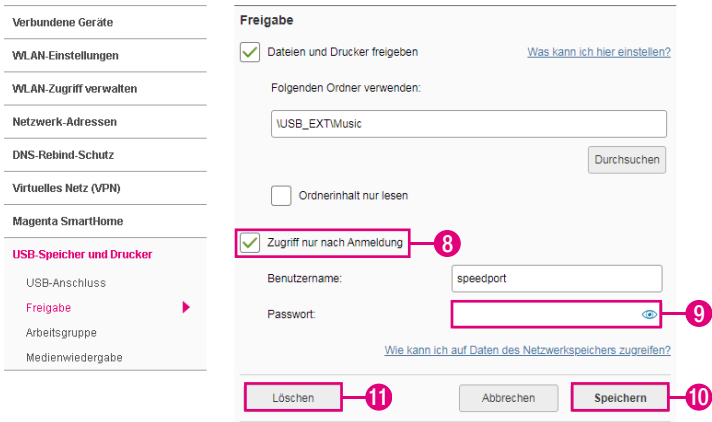 Verbundene Geräte
WLAN-Einstellungen
WLAN-Zugriff verwalten
Netzwerk-Adressen
DNS-Rebind-Schutz
Virtuelles Netz (VPN)
Magenta SmartHome
USB-Speicher und Drucker
USB-Anschluss
Freigabe
Arbeitsgruppe
Medienwiedergabe
Freigabe
Dateien und Drucker freigeben
Was kann ich hier einstellen?
Folgenden Ordner verwenden:
\USB_EXT\Music
Durchsuchen
Ordnerinhalt nur lesen
Zugriff nur nach Anmeldung
8
Benutzername:
speedport
Passwort:
9
Wie kann ich auf Daten des Netzwerkspeichers zugreifen?
Löschen
11
Abbrechen
Speichern
10